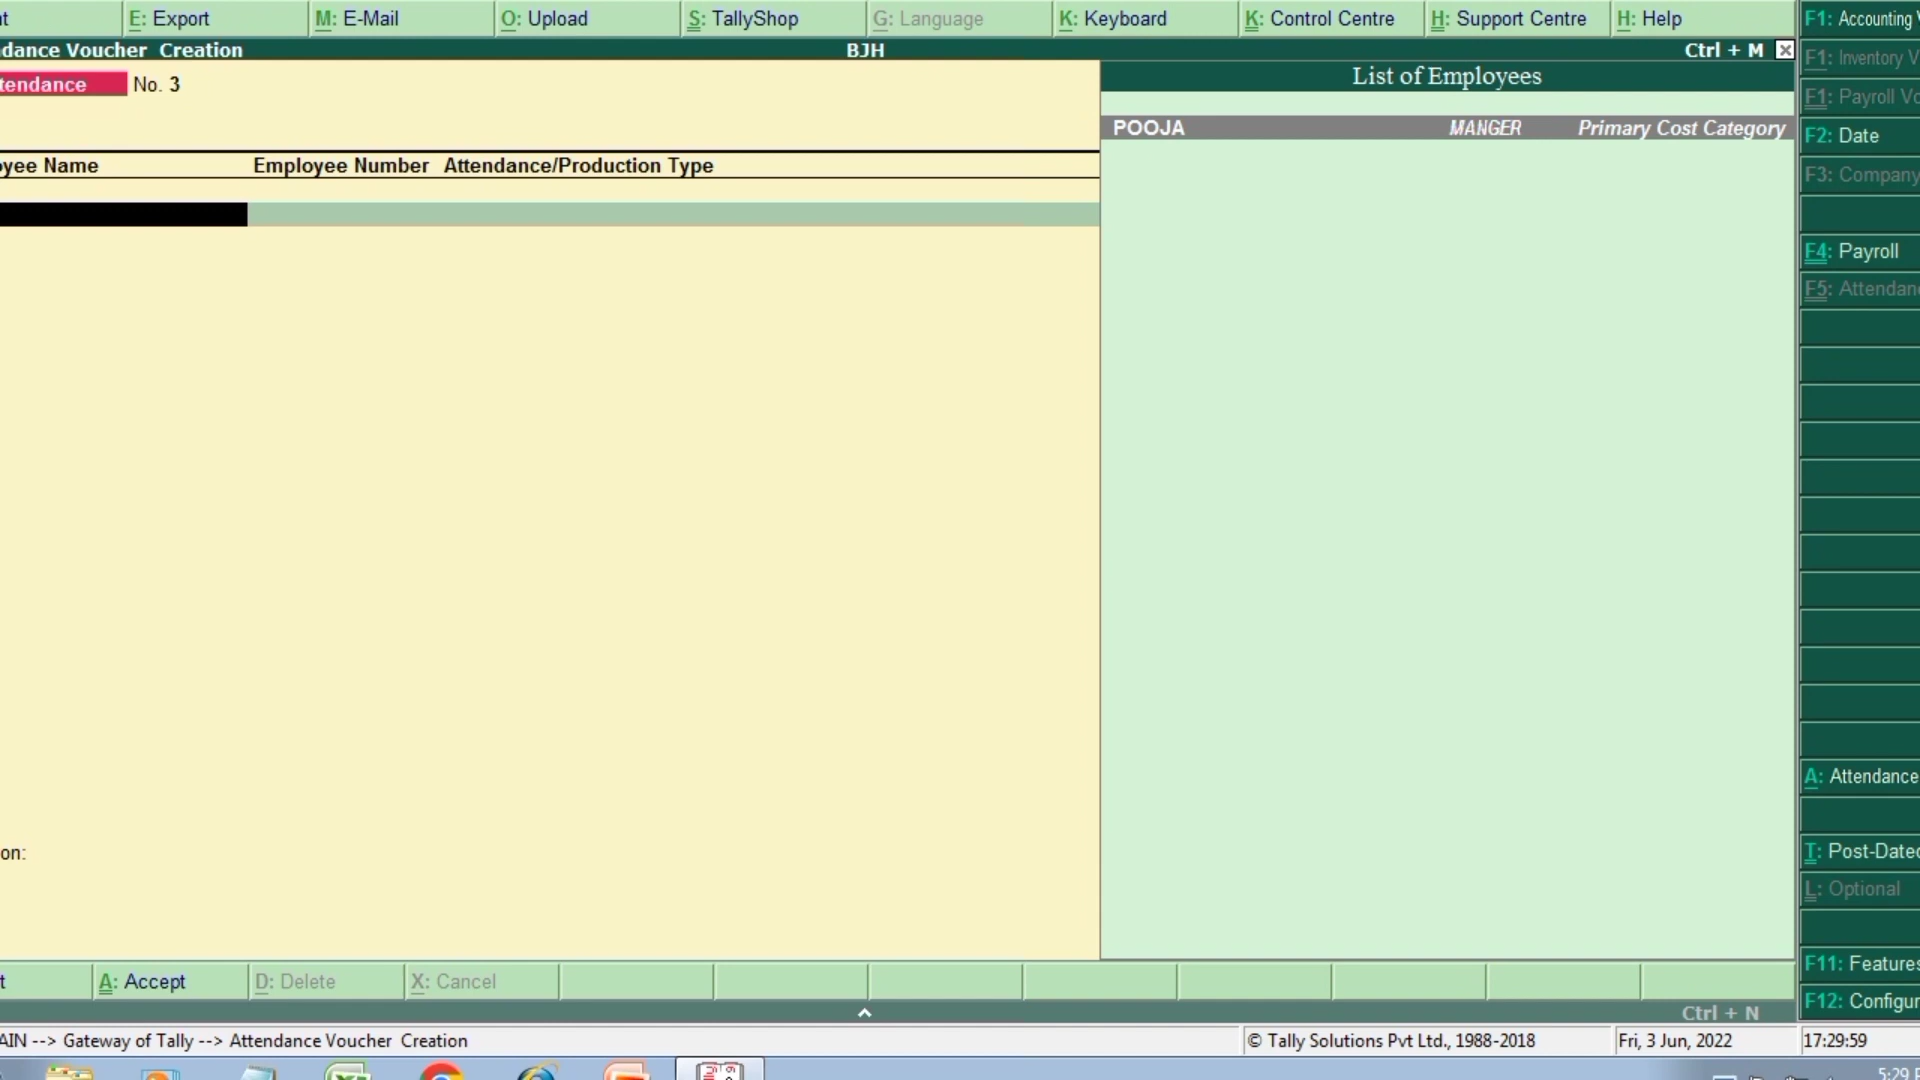 E: Export M: E-Mail O: Upload S: TallyShop G: Language K: Keyboard K: Control Centre H: Support Centre H: Help F1: Accounting
dance Voucher Creation BJH Ctrl + M
F1: Inventory V
tendance No. 3
List of Employees
F1: Payroll Vo
POOJA MANGER Primary Cost Category
F2: Date
yee Name Employee Number Attendance/Production Type
F3: Company
F4: Payroll
F5: Attendan
A: Attendance
on:
T: Post-Dated
L: Optional
F11: Features
t A: Accept D: Delete X: Cancel
F12: Configur
Ctrl + N
AIN --> Gateway of Tally --> Attendance Voucher Creation © Tally Solutions Pvt Ltd., 1988-2018 Fri, 3 Jun, 2022 17:29:59
5:29 P